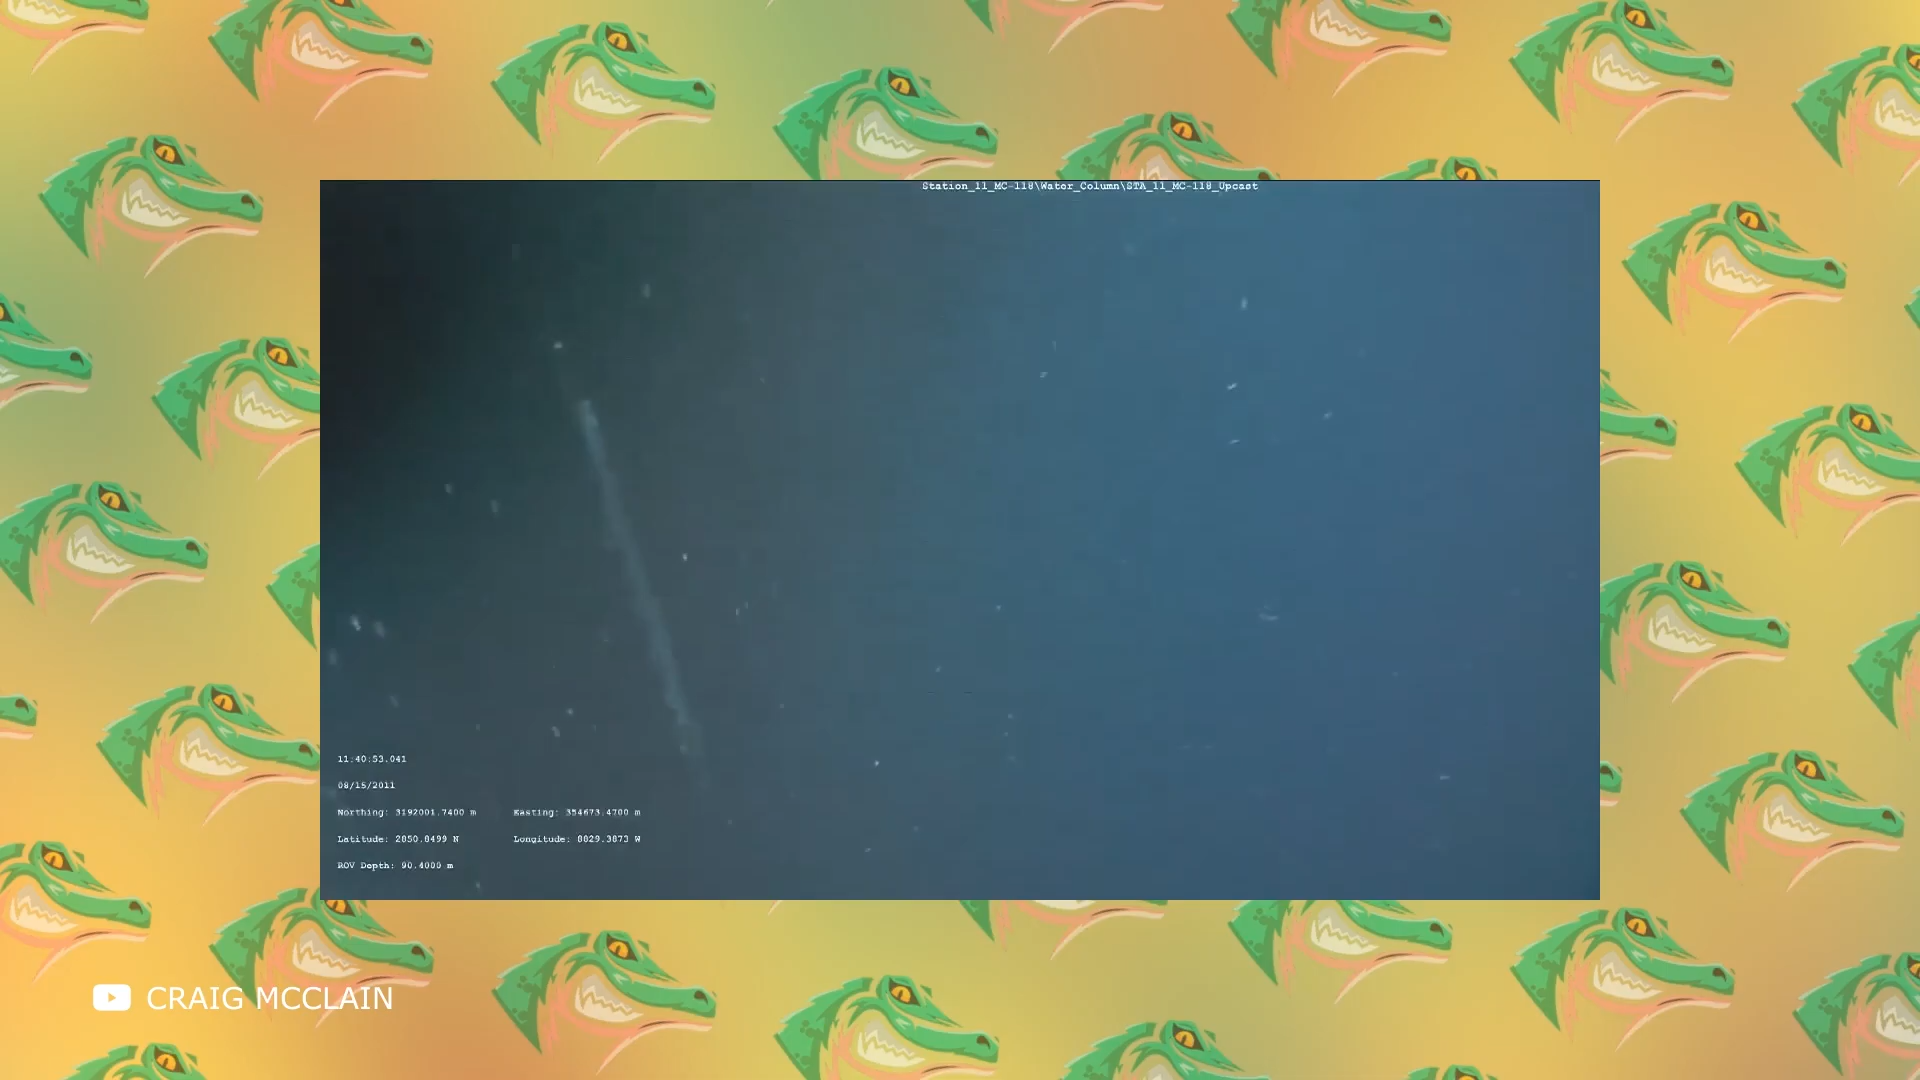 Station_11_MC-118\Water_Column\STA_11_MC-118_Upcast
11:40:53.041
08/15/2011
Northing: 3192001.7400 m Easting: 354673.4700 m
Latitude: 2850.8499 N Longitude: 8829.3873 W
ROV Depth: 90.4000 m
CRAIG MCCLAIN